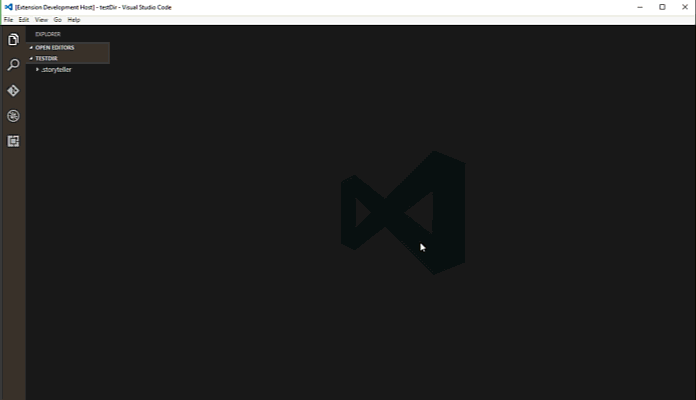 [Extension Development Host] - testDir - Visual Studio Code
File Edit View Go Help
EXPLORER
OPEN EDITORS
TESTDIR
.storyteller